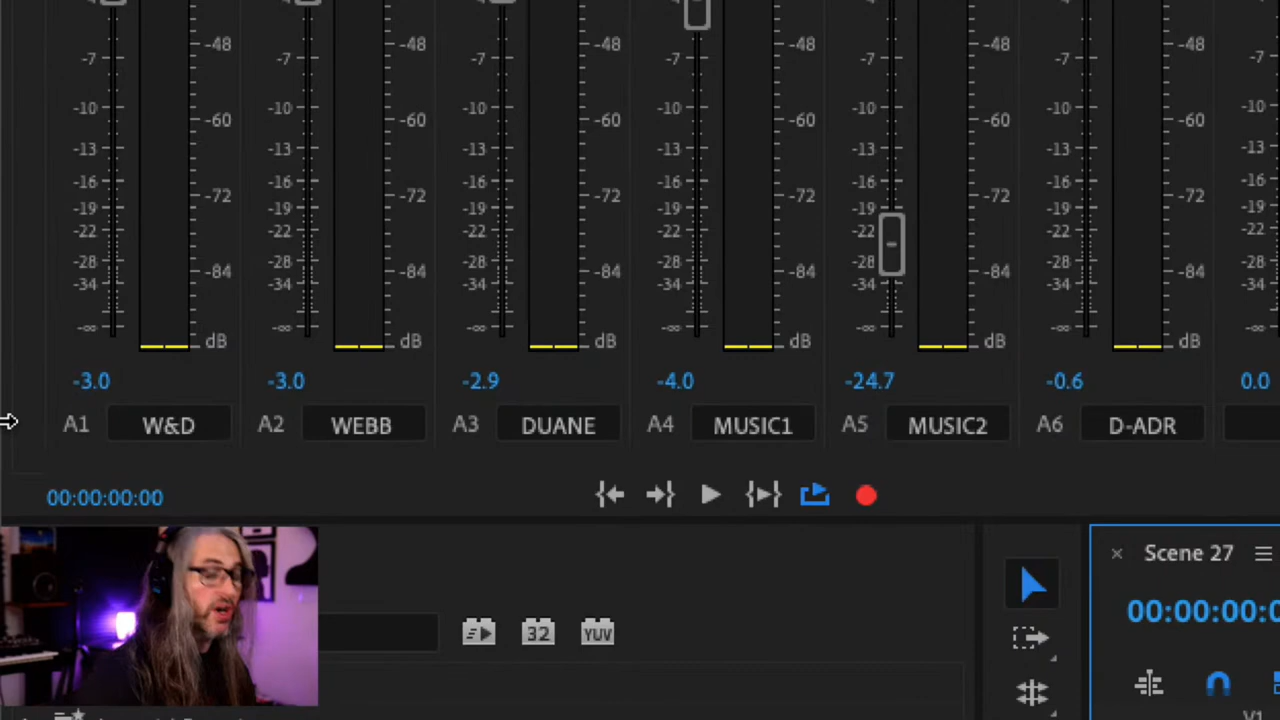 -48 -48 -48 -48 -48 -48
-7 -7 -7 -7 -7 -7 -7
-10 -10 -10 -10 -10 -10 -10
-60 -60 -60 -60 -60 -60
-13 -13 -13 -13 -13 -13 -13
-16 -16 -16 -16 -16 -16 -16
-72 -72 -72 -72 -72 -72
-19 -19 -19 -19 -19 -19 -19
-22 -22 -22 -22 -22 -22 -22
-28 -28 -28 -28 -28 -28 -28
-84 -84 -84 -84 -84 -84
-34 -34 -34 -34 -34 -34 -34
-∞ -∞ -∞ -∞ -∞ -∞ -∞
dB dB dB dB dB dB
-3.0 -3.0 -2.9 -4.0 -24.7 -0.6 0.0
A1 W&D A2 WEBB A3 DUANE A4 MUSIC1 A5 MUSIC2 A6 D-ADR
00:00:00:00
Scene 27
00:00:00:0
32 YUV